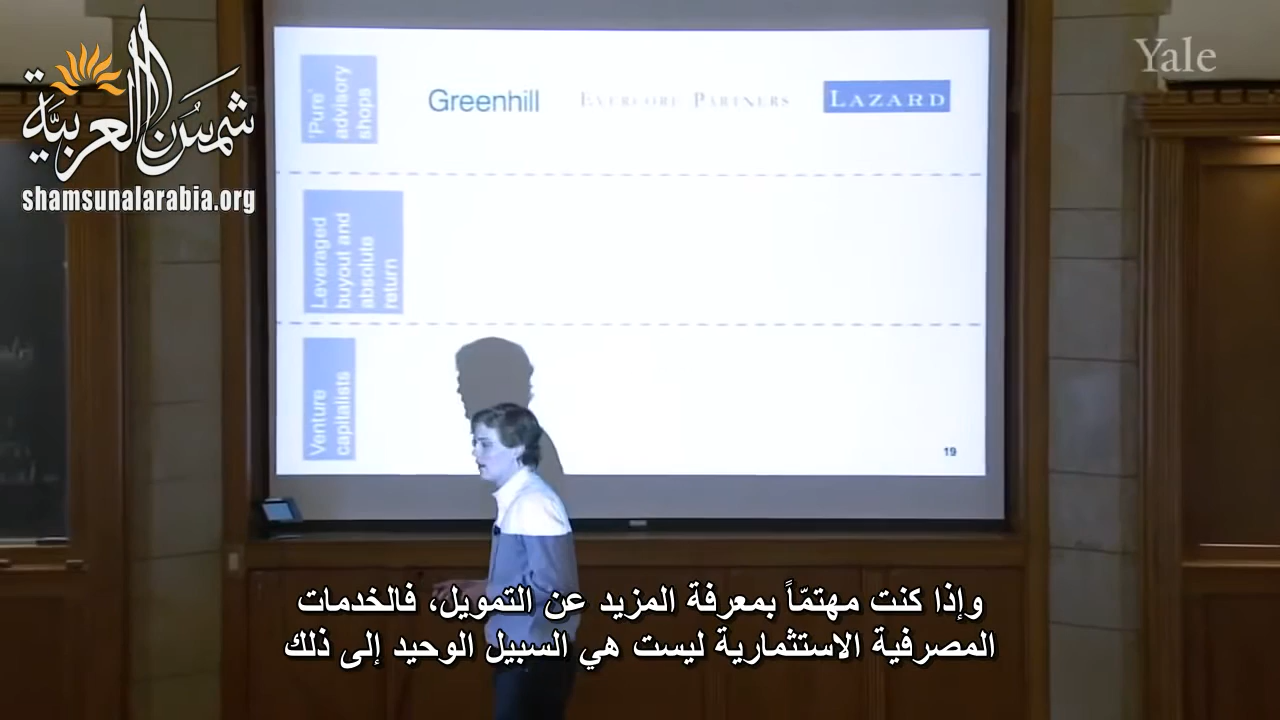 شمس العربية
shamsunalarabia.org
Yale
'Pure'
advisory
shops
Greenhill
EVERCORE PARTNERS
LAZARD
Leveraged
buyout and
absolute
return
Venture
capitalists
19
وإذا كنت مهتمّاً بمعرفة المزيد عن التمويل، فالخدمات
المصرفية الاستثمارية ليست هي السبيل الوحيد إلى ذلك